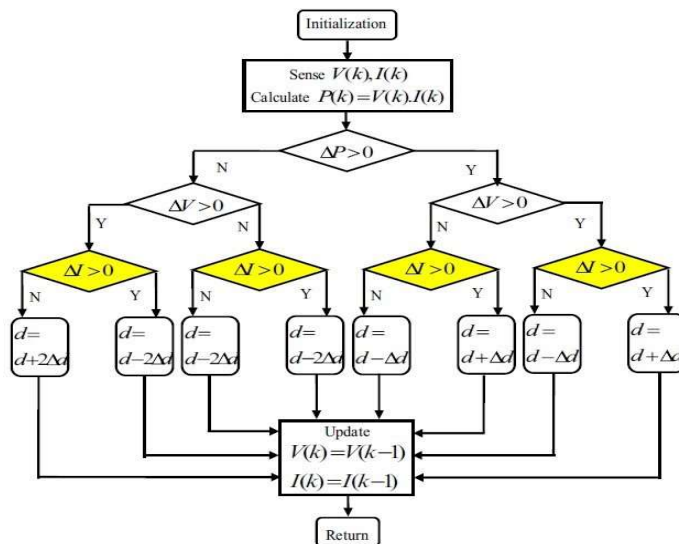 Initialization
Sense V(k),I(k)
Calculate P(k)=V(k).I(k)
ΔP>0
N
Y
ΔV>0
ΔV>0
Y
N
N
Y
ΔI>0
ΔI>0
ΔI>0
ΔI>0
N
Y
N
Y
N
Y
N
Y
d=
d+2Δd
d=
d-2Δd
d=
d-2Δd
d=
d-2Δd
d=
d-Δd
d=
d+Δd
d=
d-Δd
d=
d+Δd
Update
V(k)=V(k-1)
I(k)=I(k-1)
Return